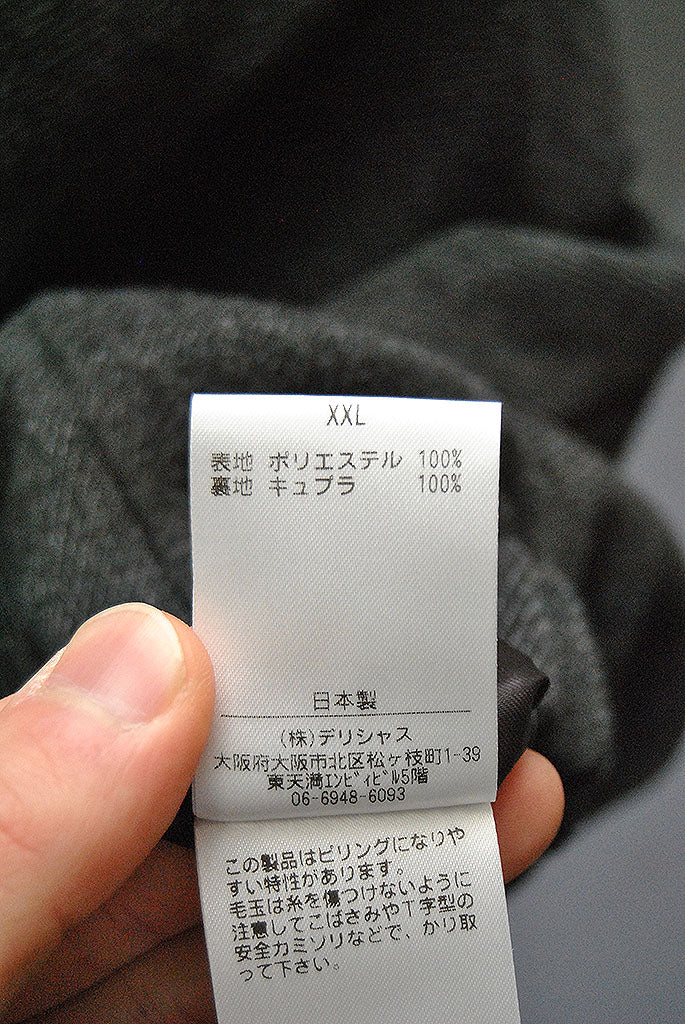 XXL
表地 ポリエステル 100%
裏地 キュプラ 100%
日本製
(株)デリシャス
大阪府大阪市北区松ヶ枝町1-39
東天満ｴﾝﾋﾞｨﾋﾞﾙ5階
06-6948-6093
この製品はピリングになりや
すい特性があります。
毛玉は糸を傷つけないように
注意してこばさみやT字型の
安全カミソリなどで、かり取
って下さい。